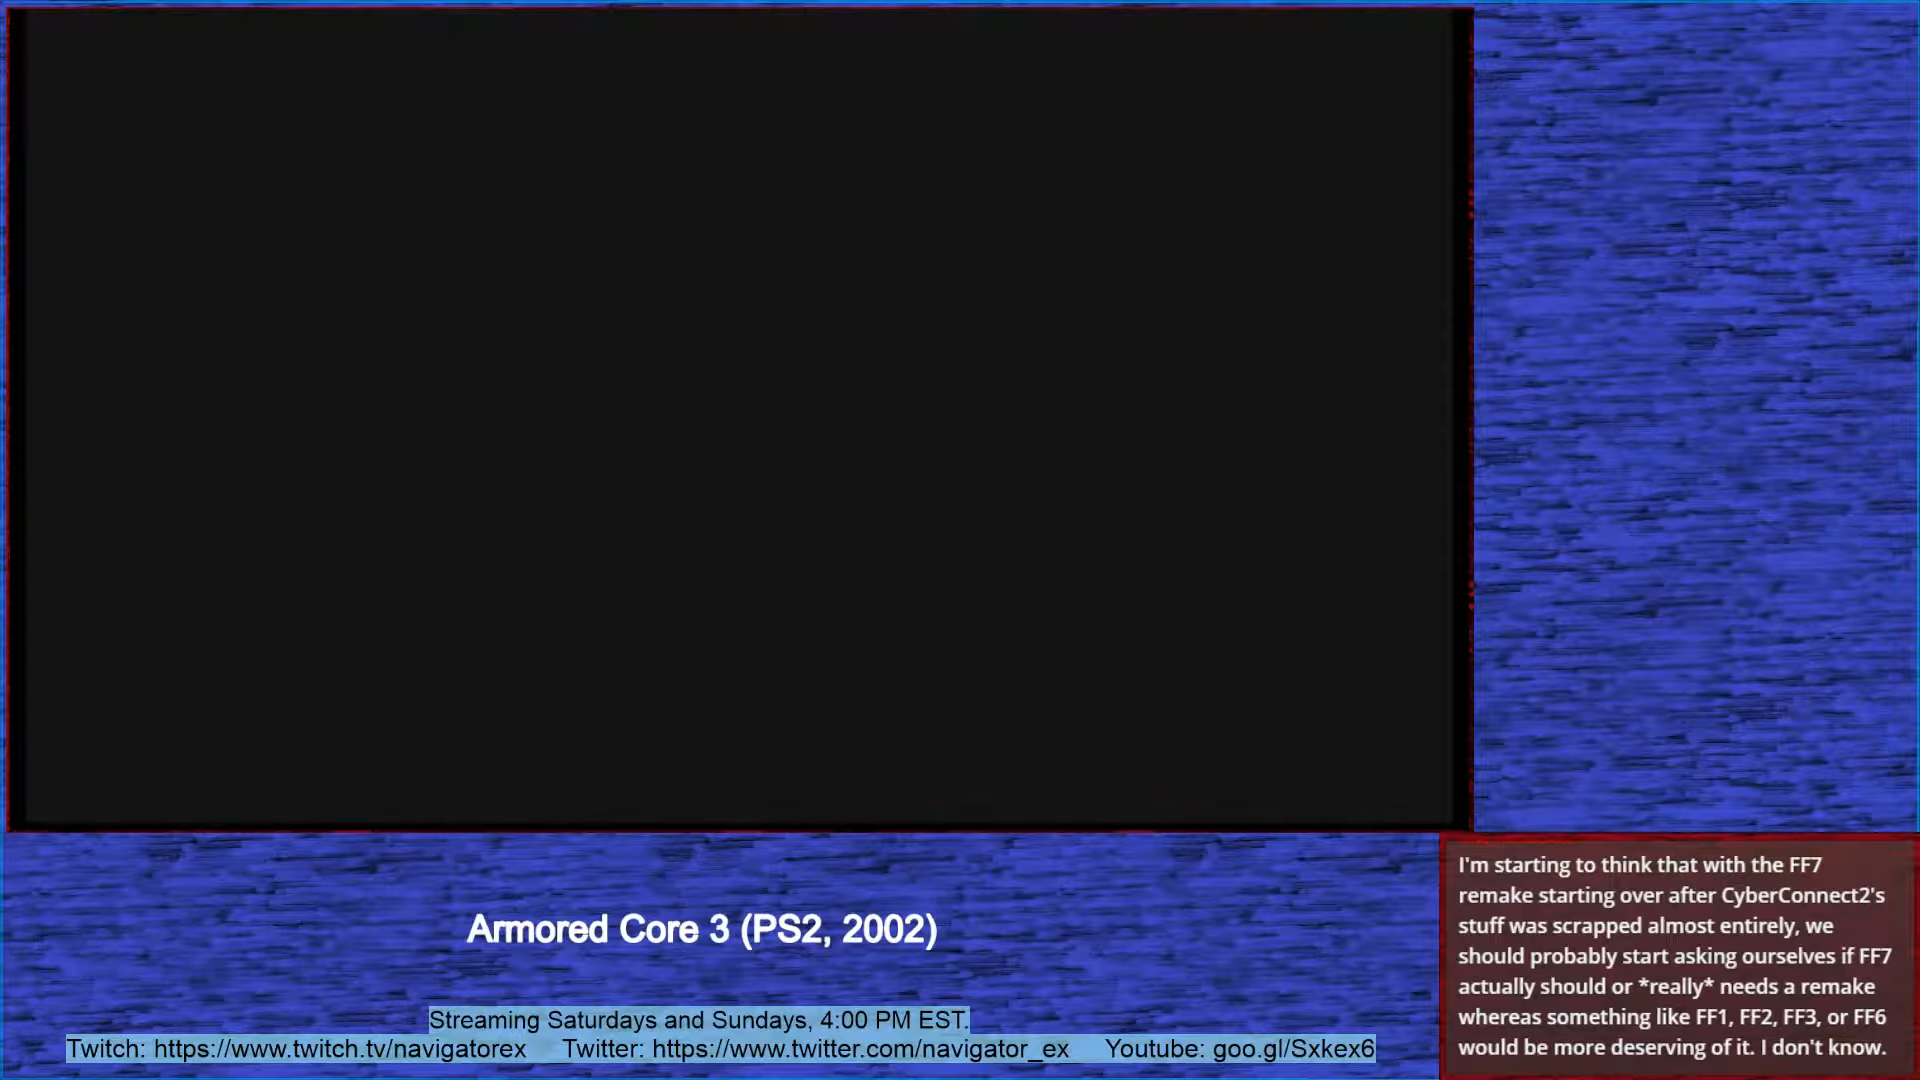 I'm starting to think that with the FF7
remake starting over after CyberConnect2's
stuff was scrapped almost entirely, we
should probably start asking ourselves if FF7
actually should or *really* needs a remake
whereas something like FF1, FF2, FF3, or FF6
would be more deserving of it. I don't know.
Armored Core 3 (PS2, 2002)
Streaming Saturdays and Sundays, 4:00 PM EST.
Twitch: https://www.twitch.tv/navigatorex Twitter: https://www.twitter.com/navigator_ex Youtube: goo.gl/Sxkex6